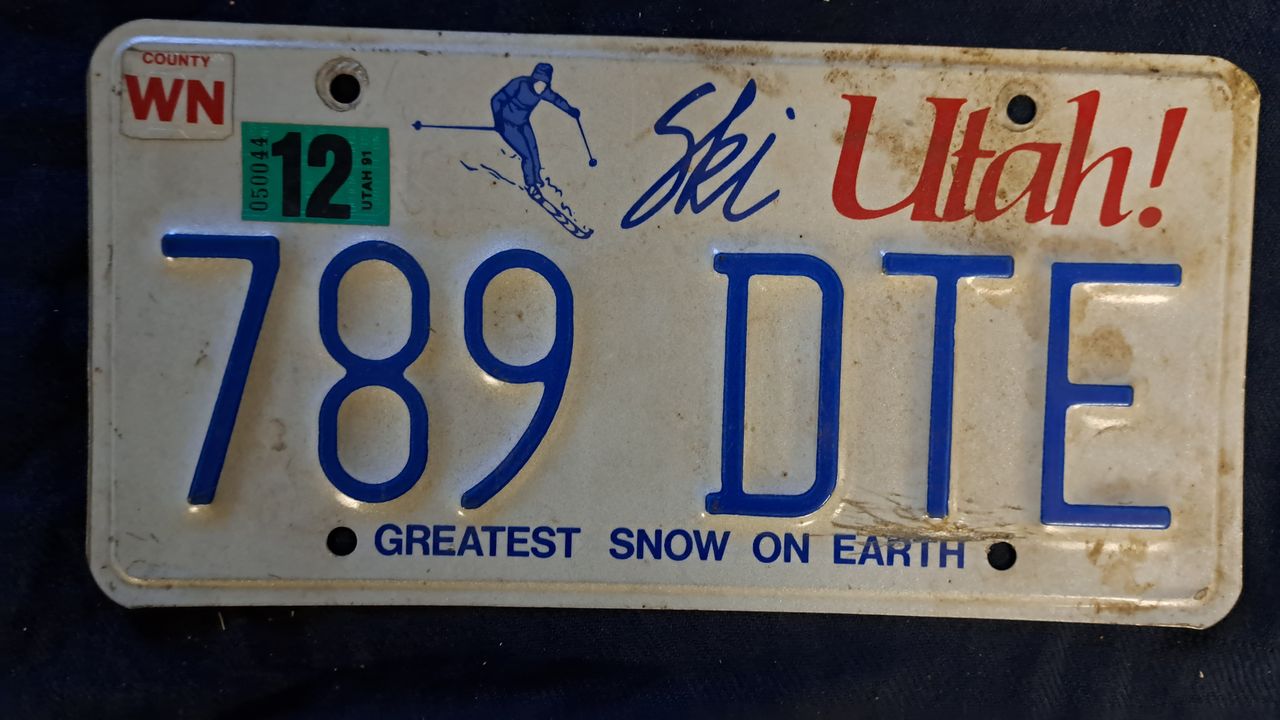 COUNTY
WN
050044 12 UTAH 91
Ski Utah!
789 DTE
GREATEST SNOW ON EARTH